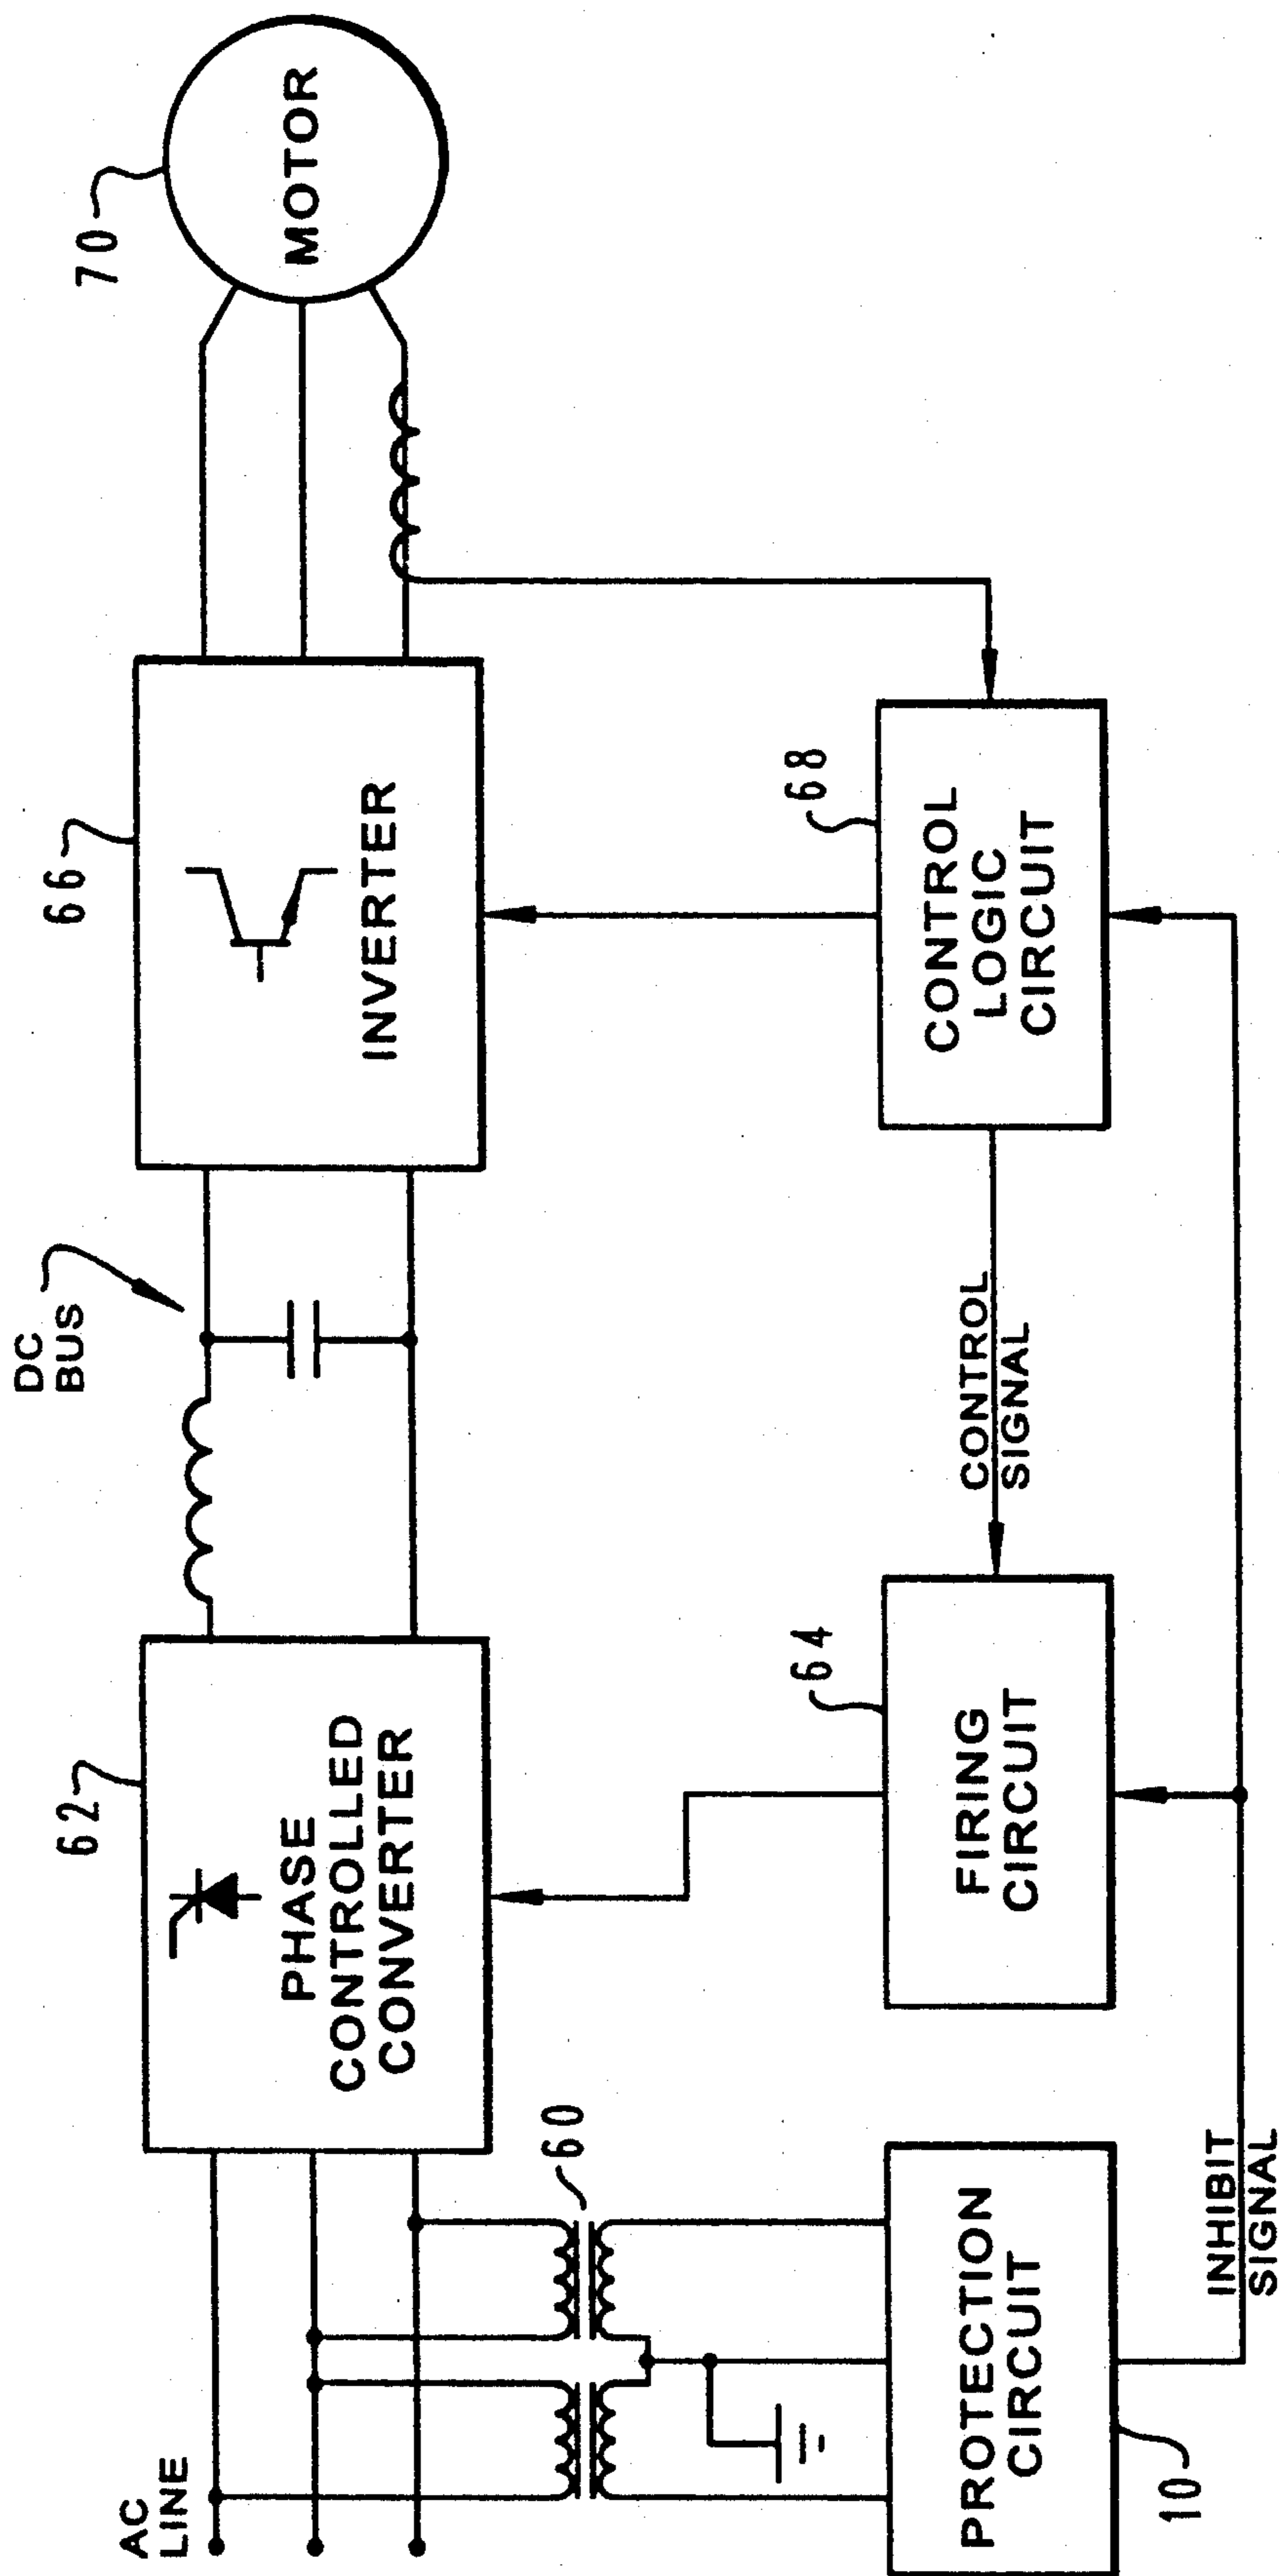 AC
LINE
62
PHASE
CONTROLLED
CONVERTER
DC
BUS
66
INVERTER
70
MOTOR
60
PROTECTION
CIRCUIT
10
INHIBIT
SIGNAL
64
FIRING
CIRCUIT
CONTROL
SIGNAL
68
CONTROL
LOGIC
CIRCUIT